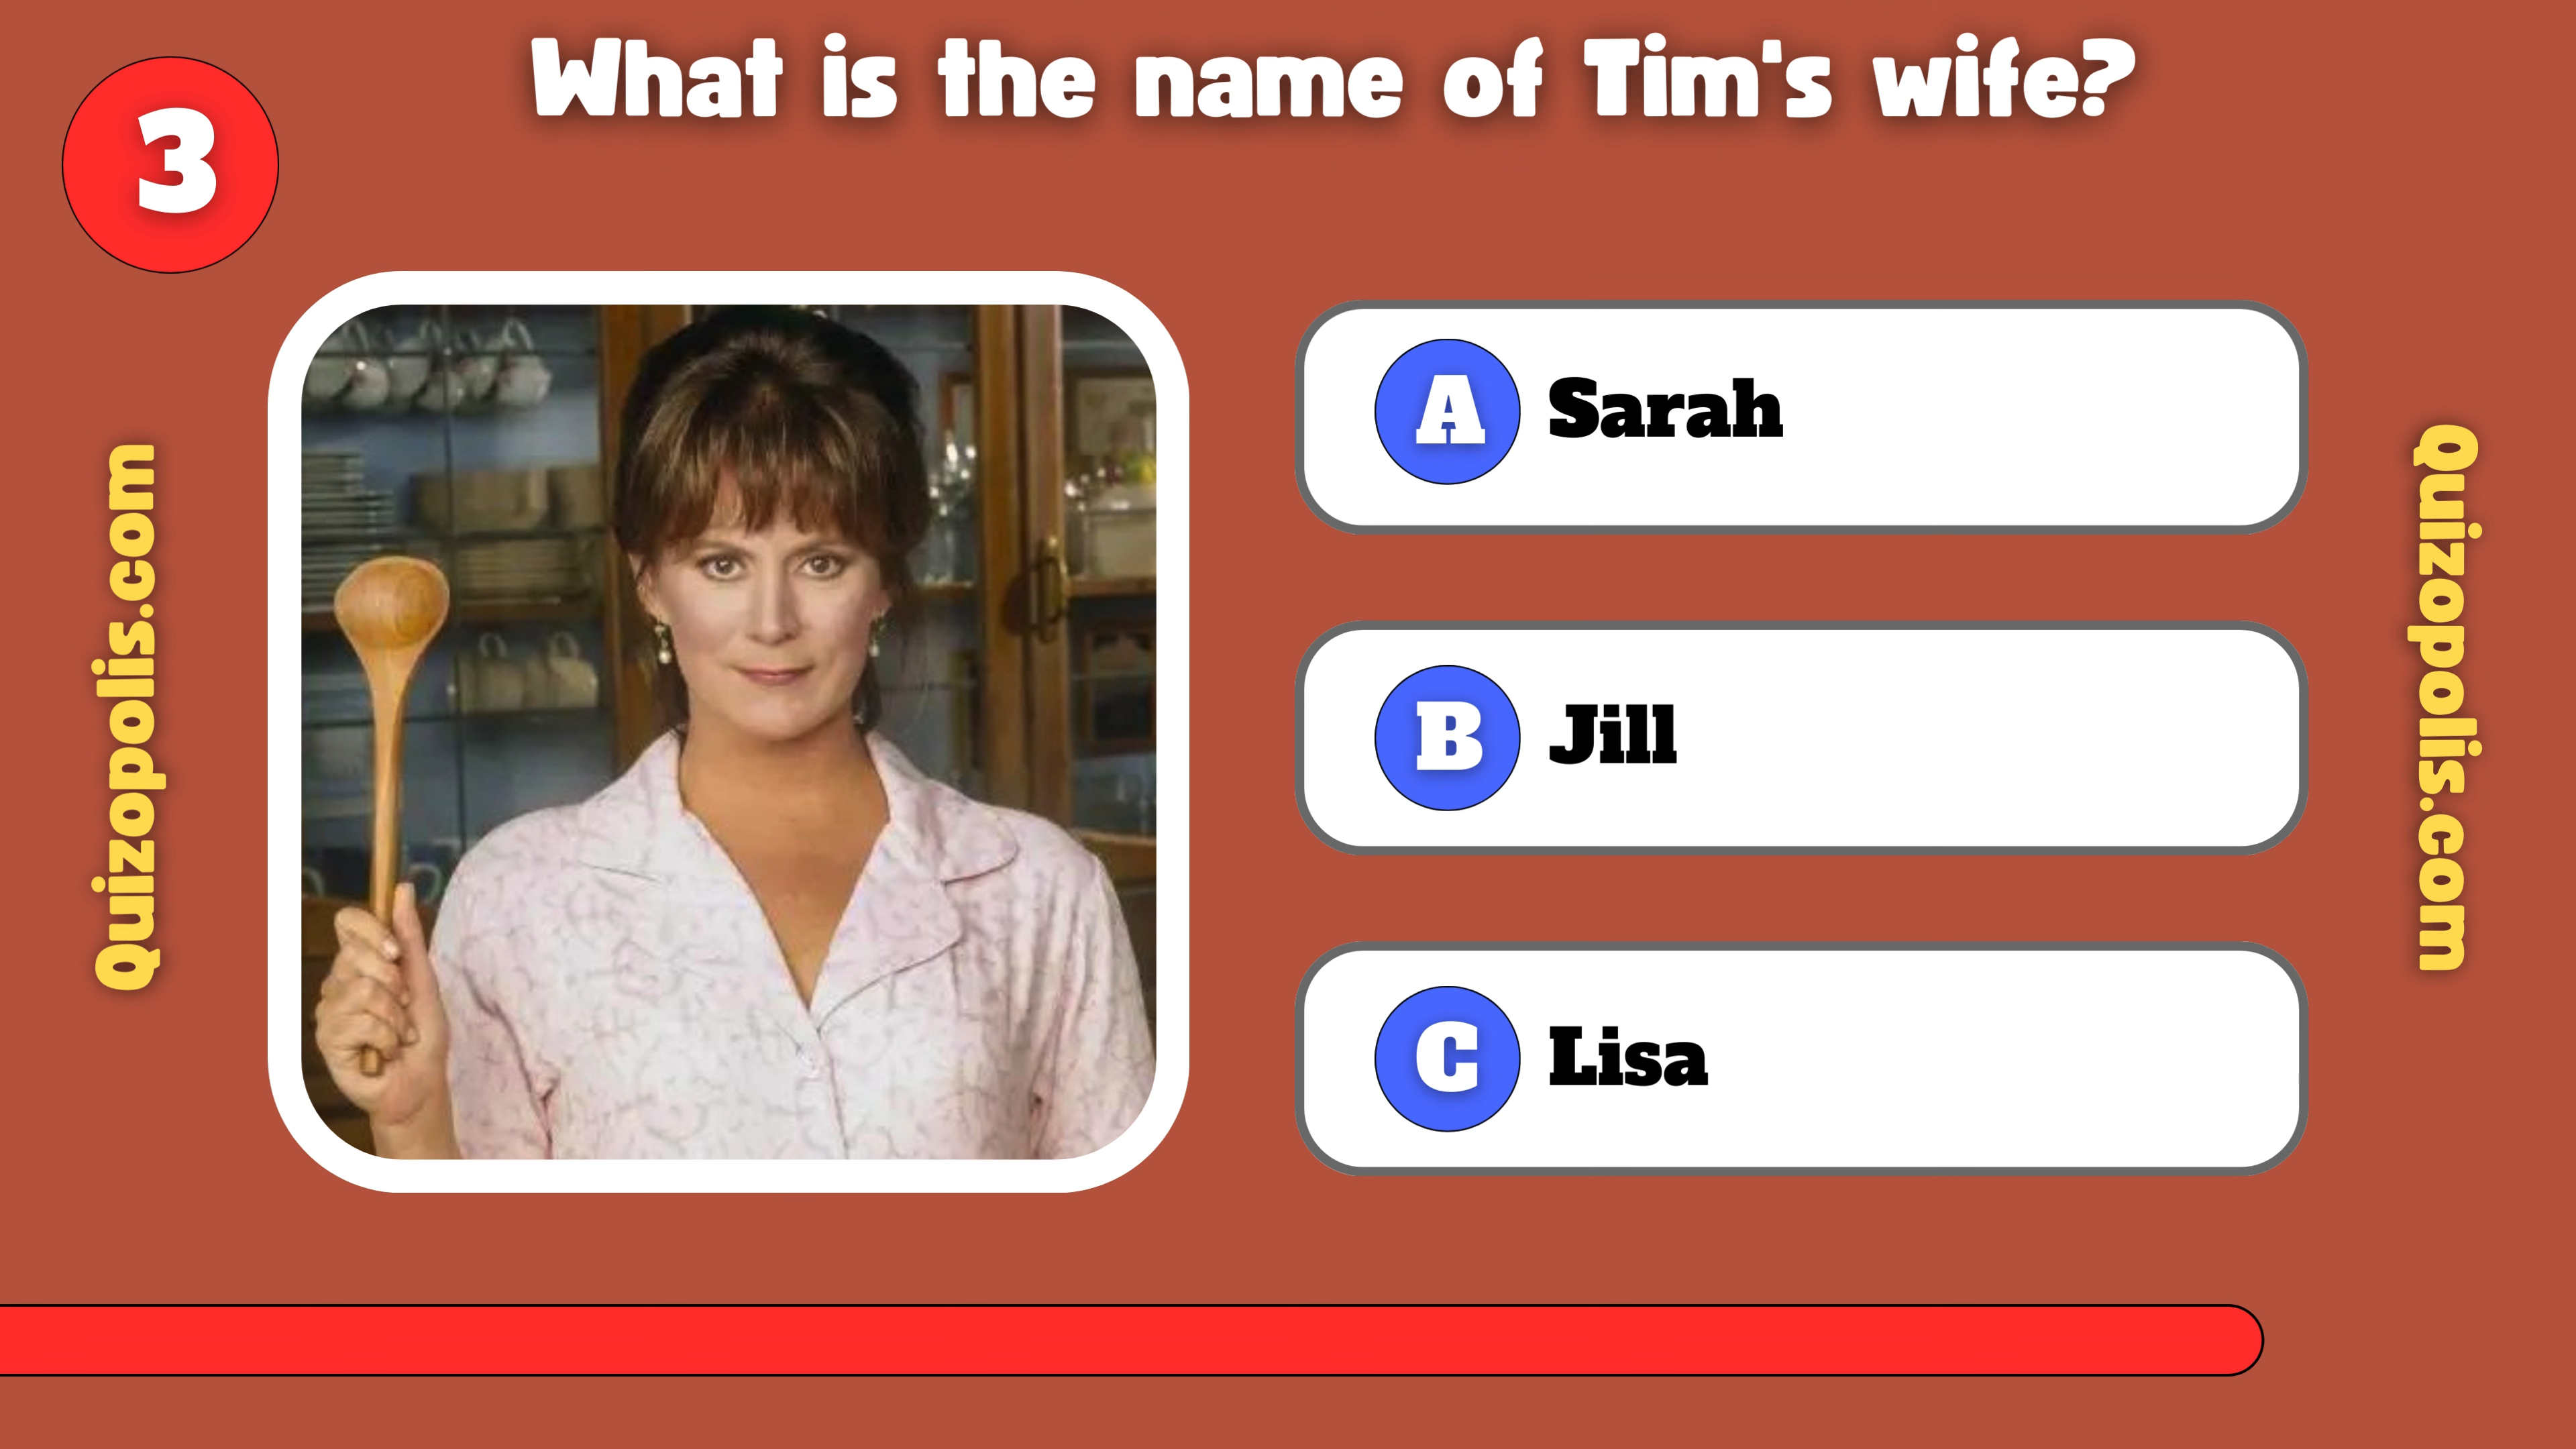 What is the name of Tim's wife?
3
Quizopolis.com
A Sarah
B Jill
C Lisa
Quizopolis.com